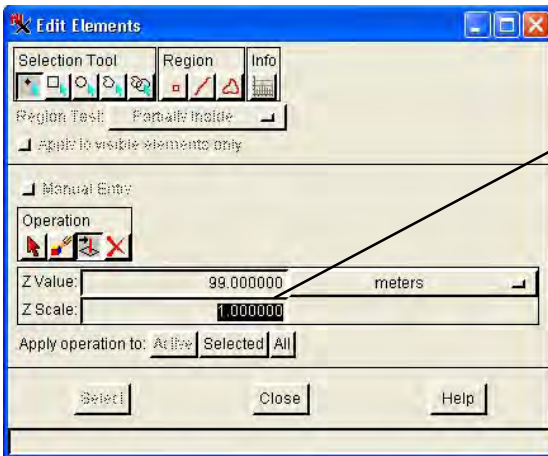 Edit Elements
Selection Tool Region Info
Region Test: Partially Inside
Apply to visible elements only
Manual Entry
Operation
Z Value: 99.000000 meters
Z Scale: 1.000000
Apply operation to: Active Selected All
Select Close Help